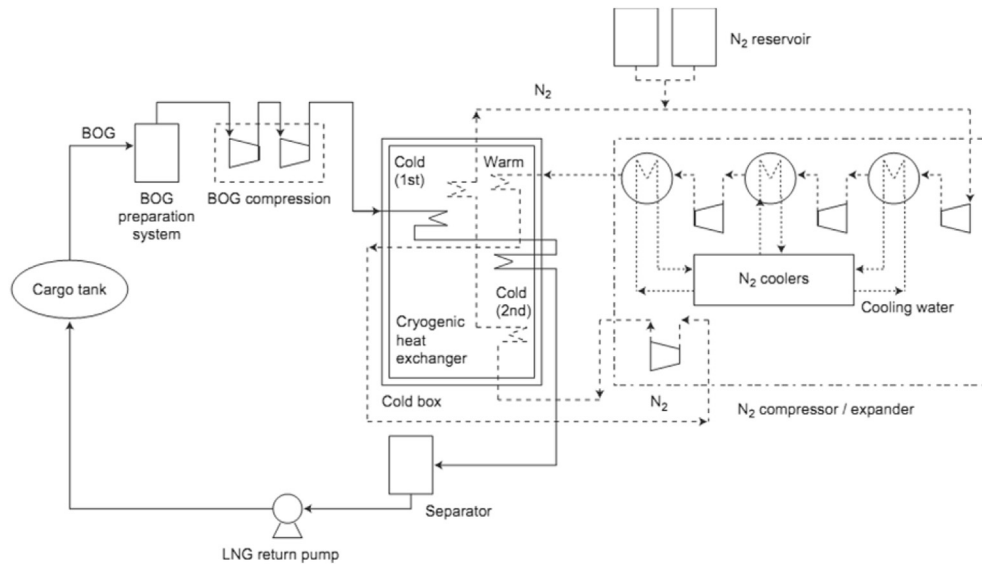 N2 reservoir
N2
BOG
BOG compression
BOG
preparation
system
Cold
(1st)
Warm
Cargo tank
N2 coolers
Cooling water
Cold
(2nd)
Cryogenic
heat
exchanger
Cold box
N2
N2 compressor / expander
Separator
LNG return pump